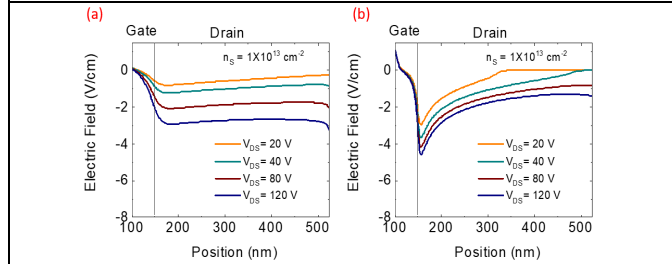 (a)
Gate Drain
n_S = 1X10^13 cm^-2
Electric Field (V/cm)
0
-2
-4
-6
-8
V_DS= 20 V
V_DS= 40 V
V_DS= 80 V
V_DS= 120 V
100 200 300 400 500
Position (nm)
(b)
Gate Drain
n_S = 1X10^13 cm^-2
Electric Field (V/cm)
0
-2
-4
-6
-8
V_DS= 20 V
V_DS= 40 V
V_DS= 80 V
V_DS= 120 V
100 200 300 400 500
Position (nm)